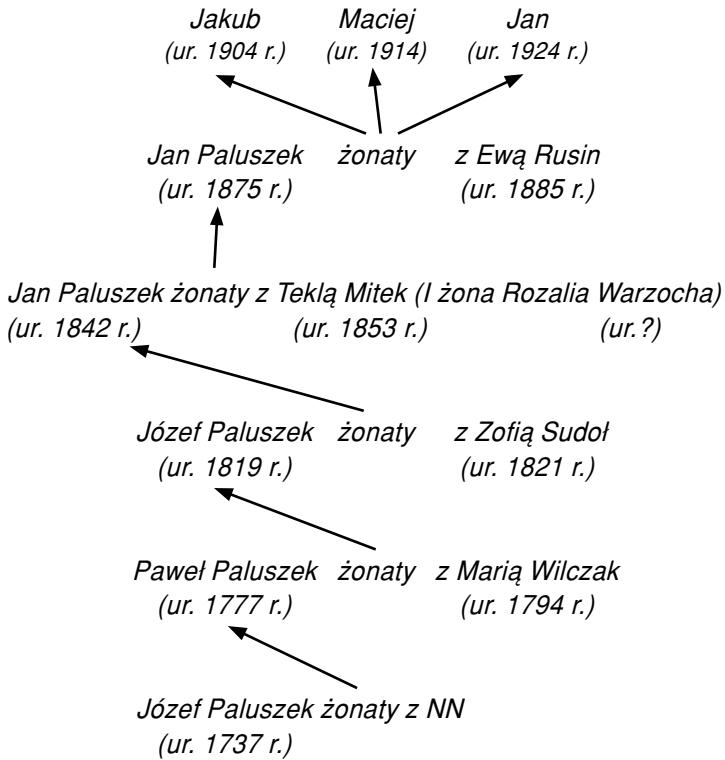 Jakub Maciej Jan
(ur. 1904 r.) (ur. 1914) (ur. 1924 r.)
Jan Paluszek żonaty z Ewą Rusin
(ur. 1875 r.) (ur. 1885 r.)
Jan Paluszek żonaty z Teklą Mitek (I żona Rozalia Warzocha)
(ur. 1842 r.) (ur. 1853 r.) (ur.?)
Józef Paluszek żonaty z Zofią Sudoł
(ur. 1819 r.) (ur. 1821 r.)
Paweł Paluszek żonaty z Marią Wilczak
(ur. 1777 r.) (ur. 1794 r.)
Józef Paluszek żonaty z NN
(ur. 1737 r.)